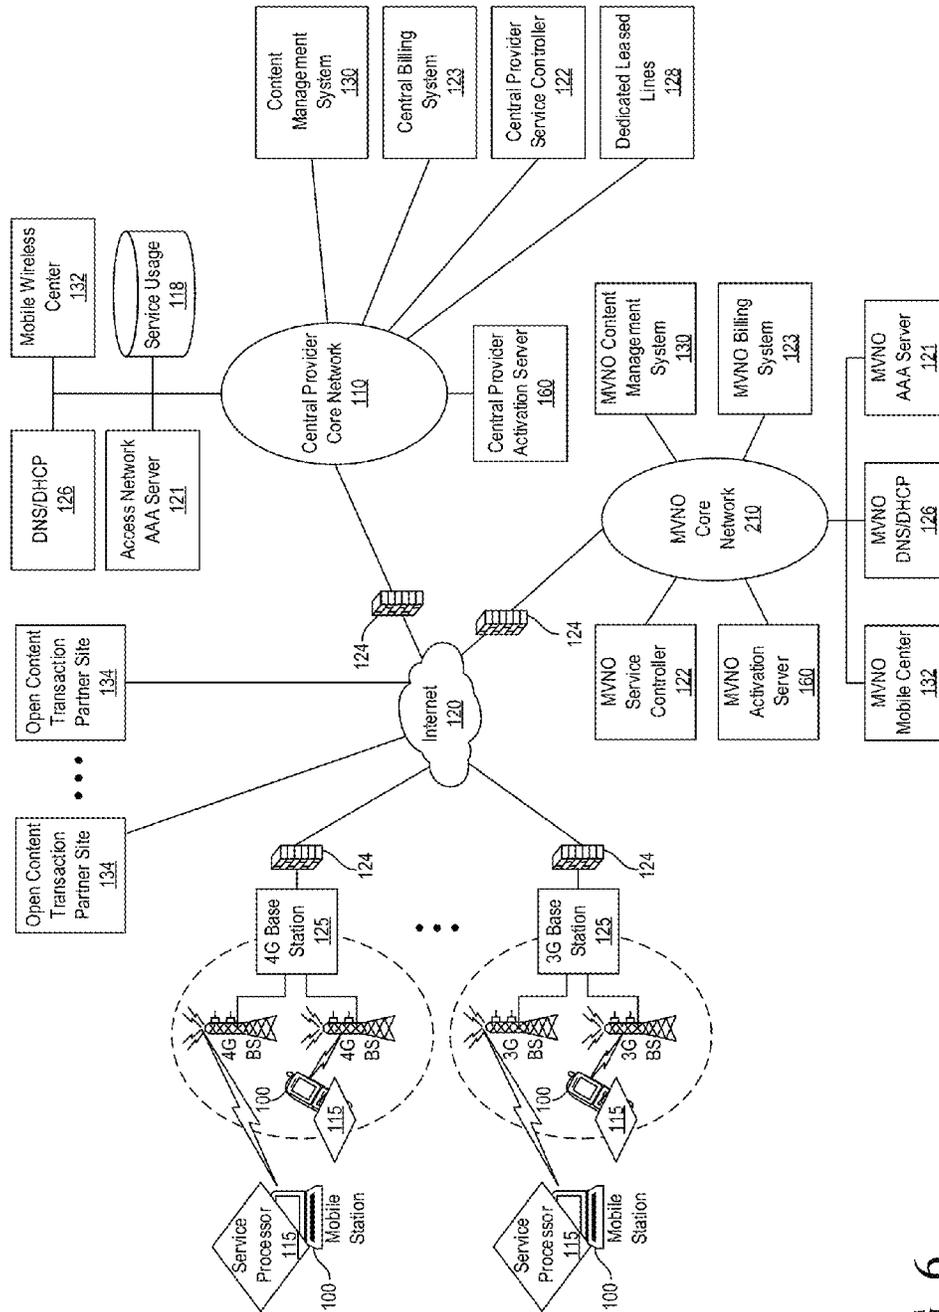 Service
Processor
115
100
Mobile
Station
4G
BS
4G
BS
100
115
4G Base
Station
125
124
Service
Processor
115
100
Mobile
Station
3G
BS
3G
BS
100
115
3G Base
Station
125
124
Open Content
Transaction
Partner Site
134
Open Content
Transaction
Partner Site
134
Internet
120
124
124
DNS/DHCP
126
Mobile Wireless
Center
132
Access Network
AAA Server
121
Service Usage
118
Central Provider
Core Network
110
Content
Management
System
130
Central Billing
System
123
Central Provider
Service Controller
122
Dedicated Leased
Lines
128
Central Provider
Activation Server
160
MVNO
Service
Controller
122
MVNO Content
Management
System
130
MVNO
Core
Network
210
MVNO
Activation
Server
160
MVNO Billing
System
123
MVNO
Mobile Center
132
MVNO
DNS/DHCP
126
MVNO
AAA Server
121
6